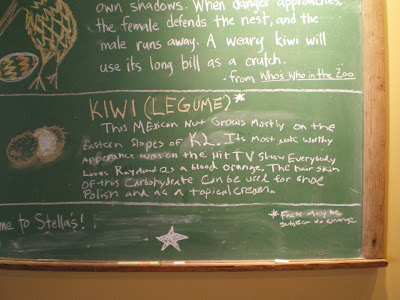 own shadows. When danger approaches,
the female defends the nest, and the
male runs away. A weary kiwi will
use its long bill as a crutch.
-from Who's Who in the Zoo
KIWI (LEGUME)*
This Mexican Nut Grows Mostly on the
Eastern Slopes of K2. Its most note worthy
Apperance was on the Hit TV Show Everybody
Loves Raymond as a blood orange. The hair skin
OF this Carbohydrate Can be used for shoe
Polish and as a topical cream.
me to Stella's!
*Facts may be
subject to change